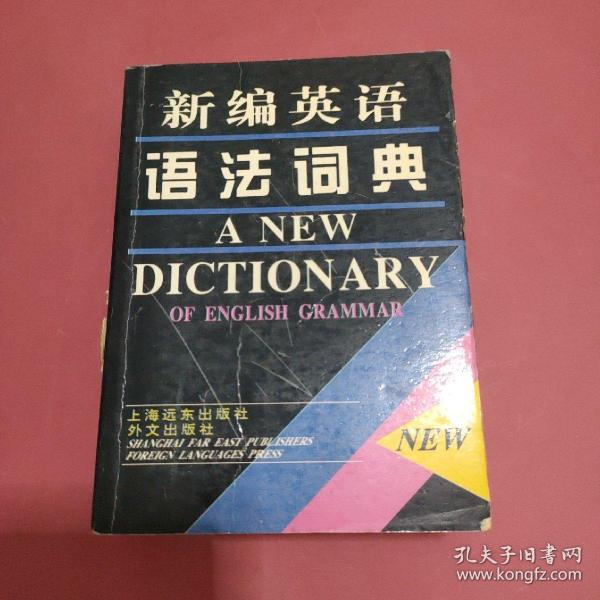 新编英语
语法词典
A NEW
DICTIONARY
OF ENGLISH GRAMMAR
上海远东出版社
外文出版社
SHANGHAI FAR EAST PUBLISHERS
FOREIGN LANGUAGES PRESS
NEW
孔夫子旧书网
www.kongfz.com